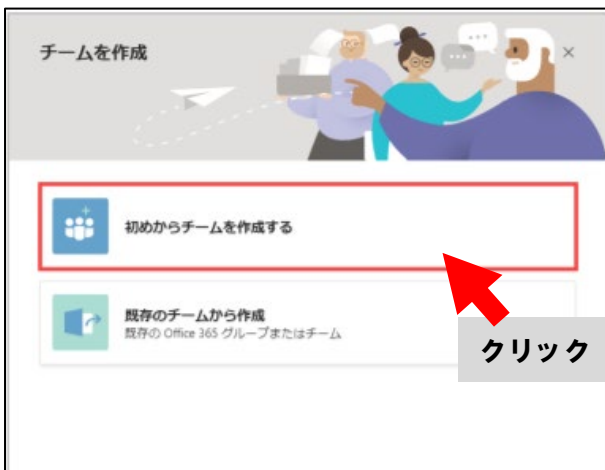 チームを作成
初めからチームを作成する
既存のチームから作成
既存の Office 365 グループまたはチーム
クリック